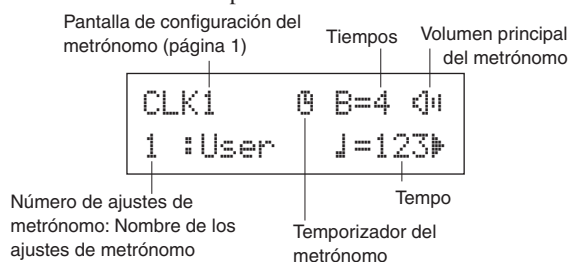 Pantalla de configuración del
metrónomo (página 1)
Tiempos
Volumen principal
del metrónomo
CLK1 B=4
1 :User ♩=123
Número de ajustes de
metrónomo: Nombre de los
ajustes de metrónomo
Tempo
Temporizador del
metrónomo